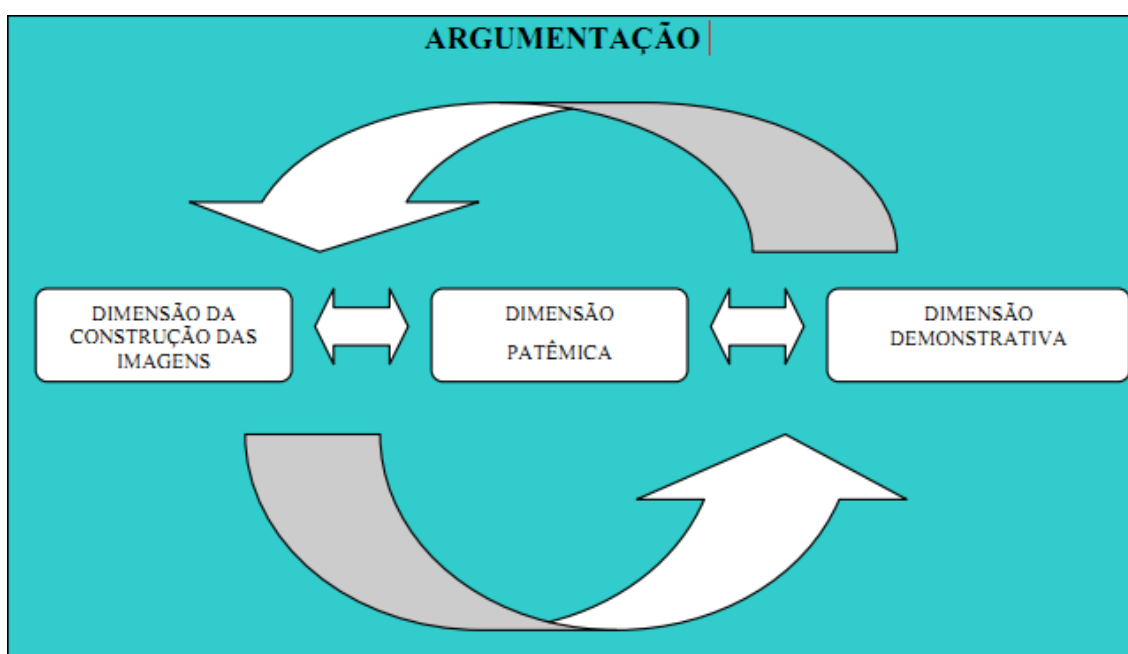 ARGUMENTAÇÃO
DIMENSÃO DA
CONSTRUÇÃO DAS
IMAGENS
DIMENSÃO
PATÊMICA
DIMENSÃO
DEMONSTRATIVA